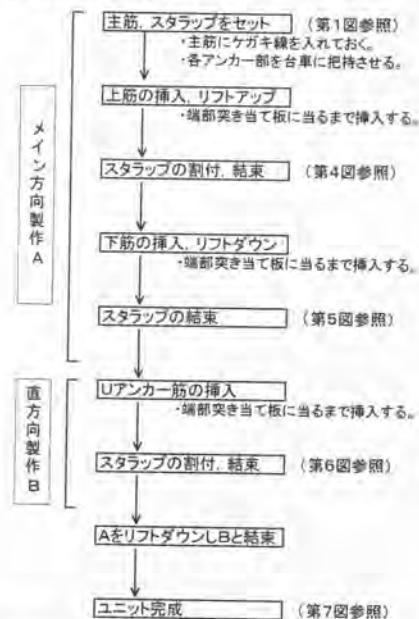 主筋，スタラップをセット (第1図参照)
・主筋にケガキ線を入れておく。
・各アンカー部を台車に把持させる。
上筋の挿入，リフトアップ
・端部突き当て板に当るまで挿入する。
スタラップの割付，結束 (第4図参照)
下筋の挿入，リフトダウン
・端部突き当て板に当るまで挿入する。
スタラップの結束 (第5図参照)
メイン方向製作A
Uアンカー筋の挿入
・端部突き当て板に当るまで挿入する。
スタラップの割付，結束 (第6図参照)
直方向製作B
AをリフトダウンしBと結束
ユニット完成 (第7図参照)